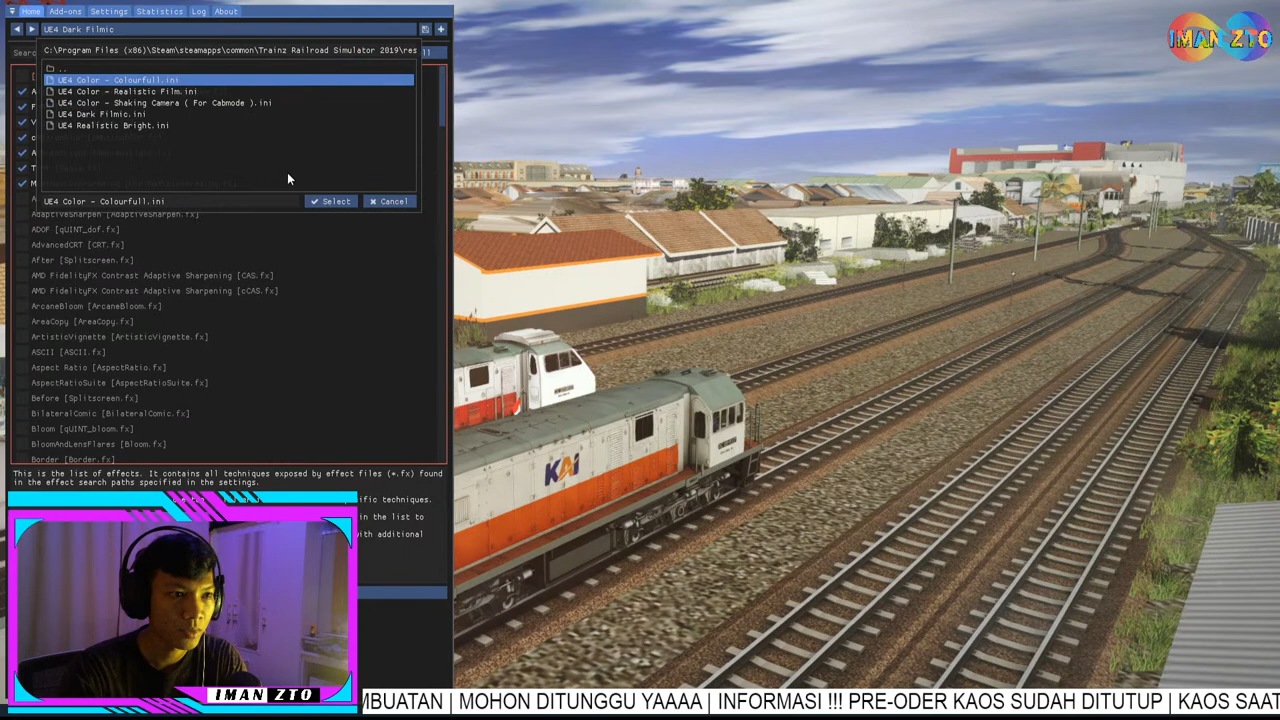 Home Add-ons Settings Statistics Log About
UE4 Dark Filmic
C:\Program Files (x86)\Steam\steamapps\common\Trainz Railroad Simulator 2019\res
..
UE4 Color - Colourfull.ini
UE4 Color - Realistic Film.ini
UE4 Color - Shaking Camera ( For Cabmode ).ini
UE4 Dark Filmic.ini
UE4 Realistic Bright.ini
UE4 Color - Colourfull.ini Select Cancel
AdaptiveSharpen [AdaptiveSharpen.fx]
ADOF [qUINT_dof.fx]
AdvancedCRT [CRT.fx]
After [Splitscreen.fx]
AMD FidelityFX Contrast Adaptive Sharpening [CAS.fx]
AMD FidelityFX Contrast Adaptive Sharpening [cCAS.fx]
ArcaneBloom [ArcaneBloom.fx]
AreaCopy [AreaCopy.fx]
ArtisticVignette [ArtisticVignette.fx]
ASCII [ASCII.fx]
Aspect Ratio [AspectRatio.fx]
AspectRatioSuite [AspectRatioSuite.fx]
Before [Splitscreen.fx]
BilateralComic [BilateralComic.fx]
Bloom [qUINT_bloom.fx]
BloomAndLensFlares [Bloom.fx]
Border [Border.fx]
This is the list of effects. It contains all techniques exposed by effect files (*.fx) found
in the effect search paths specified in the settings.
ific techniques.
in the list to
with additional
IMAN ZTO
KAI
IMAN ZTO
MBUATAN | MOHON DITUNGGU YAAAA | INFORMASI !!! PRE-ODER KAOS SUDAH DITUTUP | KAOS SAAT